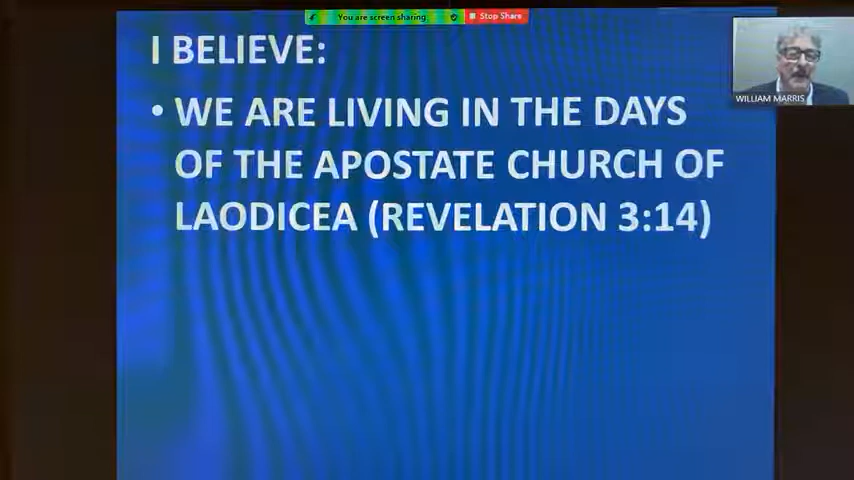 You are screen sharing
Stop Share
I BELIEVE:
• WE ARE LIVING IN THE DAYS
OF THE APOSTATE CHURCH OF
LAODICEA (REVELATION 3:14)
WILLIAM MARRIS